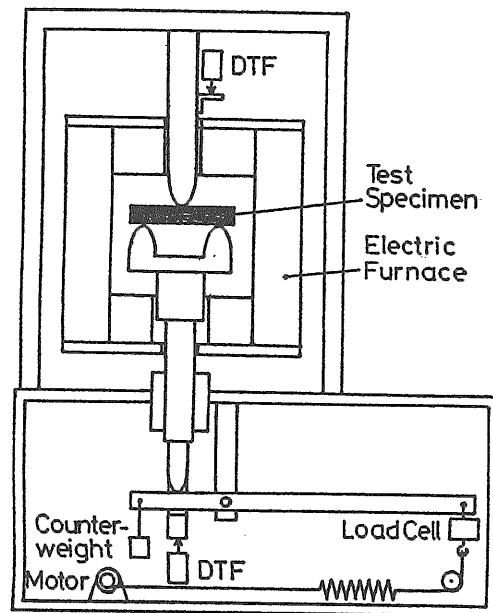 DTF
Test
Specimen
Electric
Furnace
Counter-
weight
Load Cell
Motor
DTF